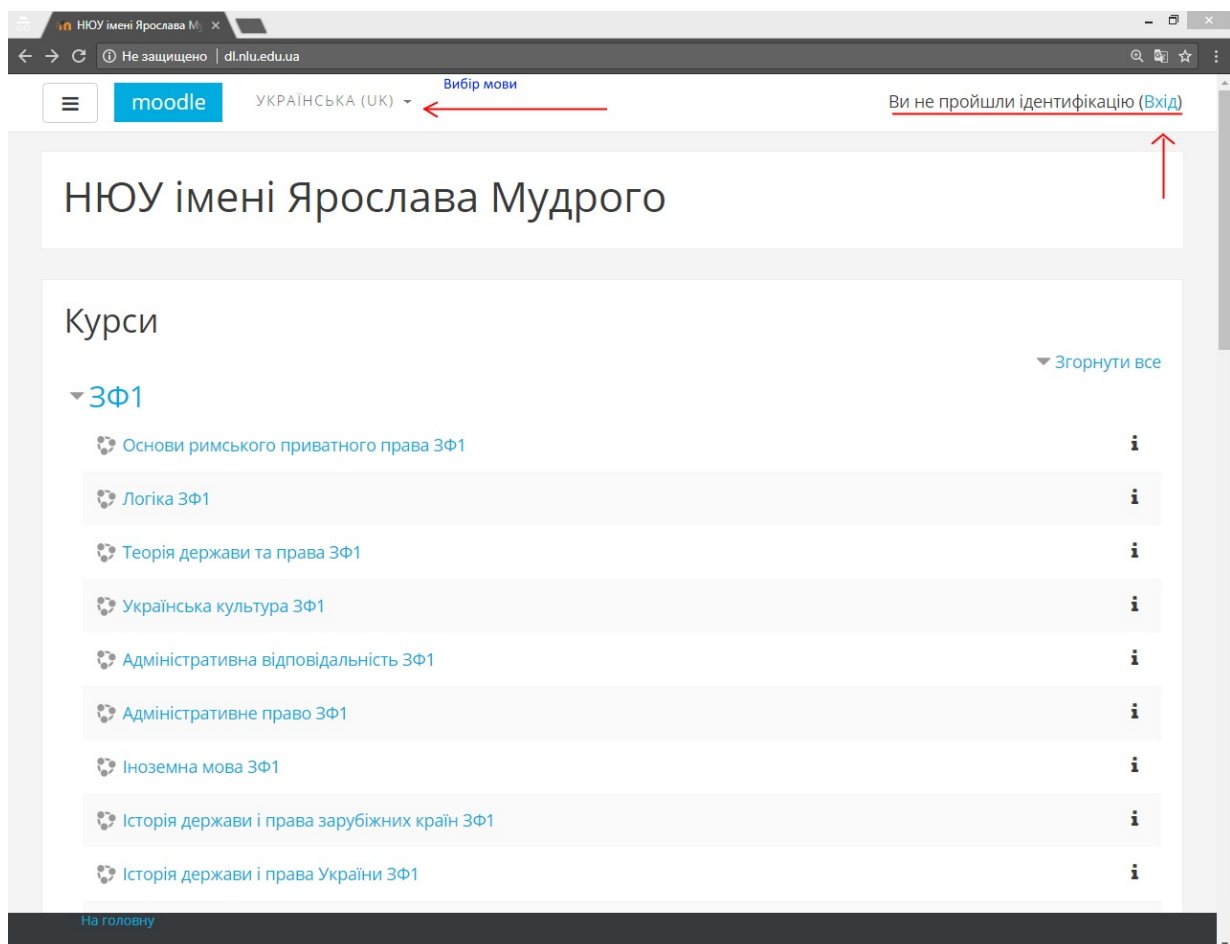 НЮУ імені Ярослава М
Не защищено | dl.nlu.edu.ua
moodle
УКРАЇНСЬКА (UK)
Вибір мови
Ви не пройшли ідентифікацію (Вхід)
НЮУ імені Ярослава Мудрого
Курси
Згорнути все
ЗФ1
Основи римського приватного права ЗФ1
Логіка ЗФ1
Теорія держави та права ЗФ1
Українська культура ЗФ1
Адміністративна відповідальність ЗФ1
Адміністративне право ЗФ1
Іноземна мова ЗФ1
Історія держави і права зарубіжних країн ЗФ1
Історія держави і права України ЗФ1
На головну